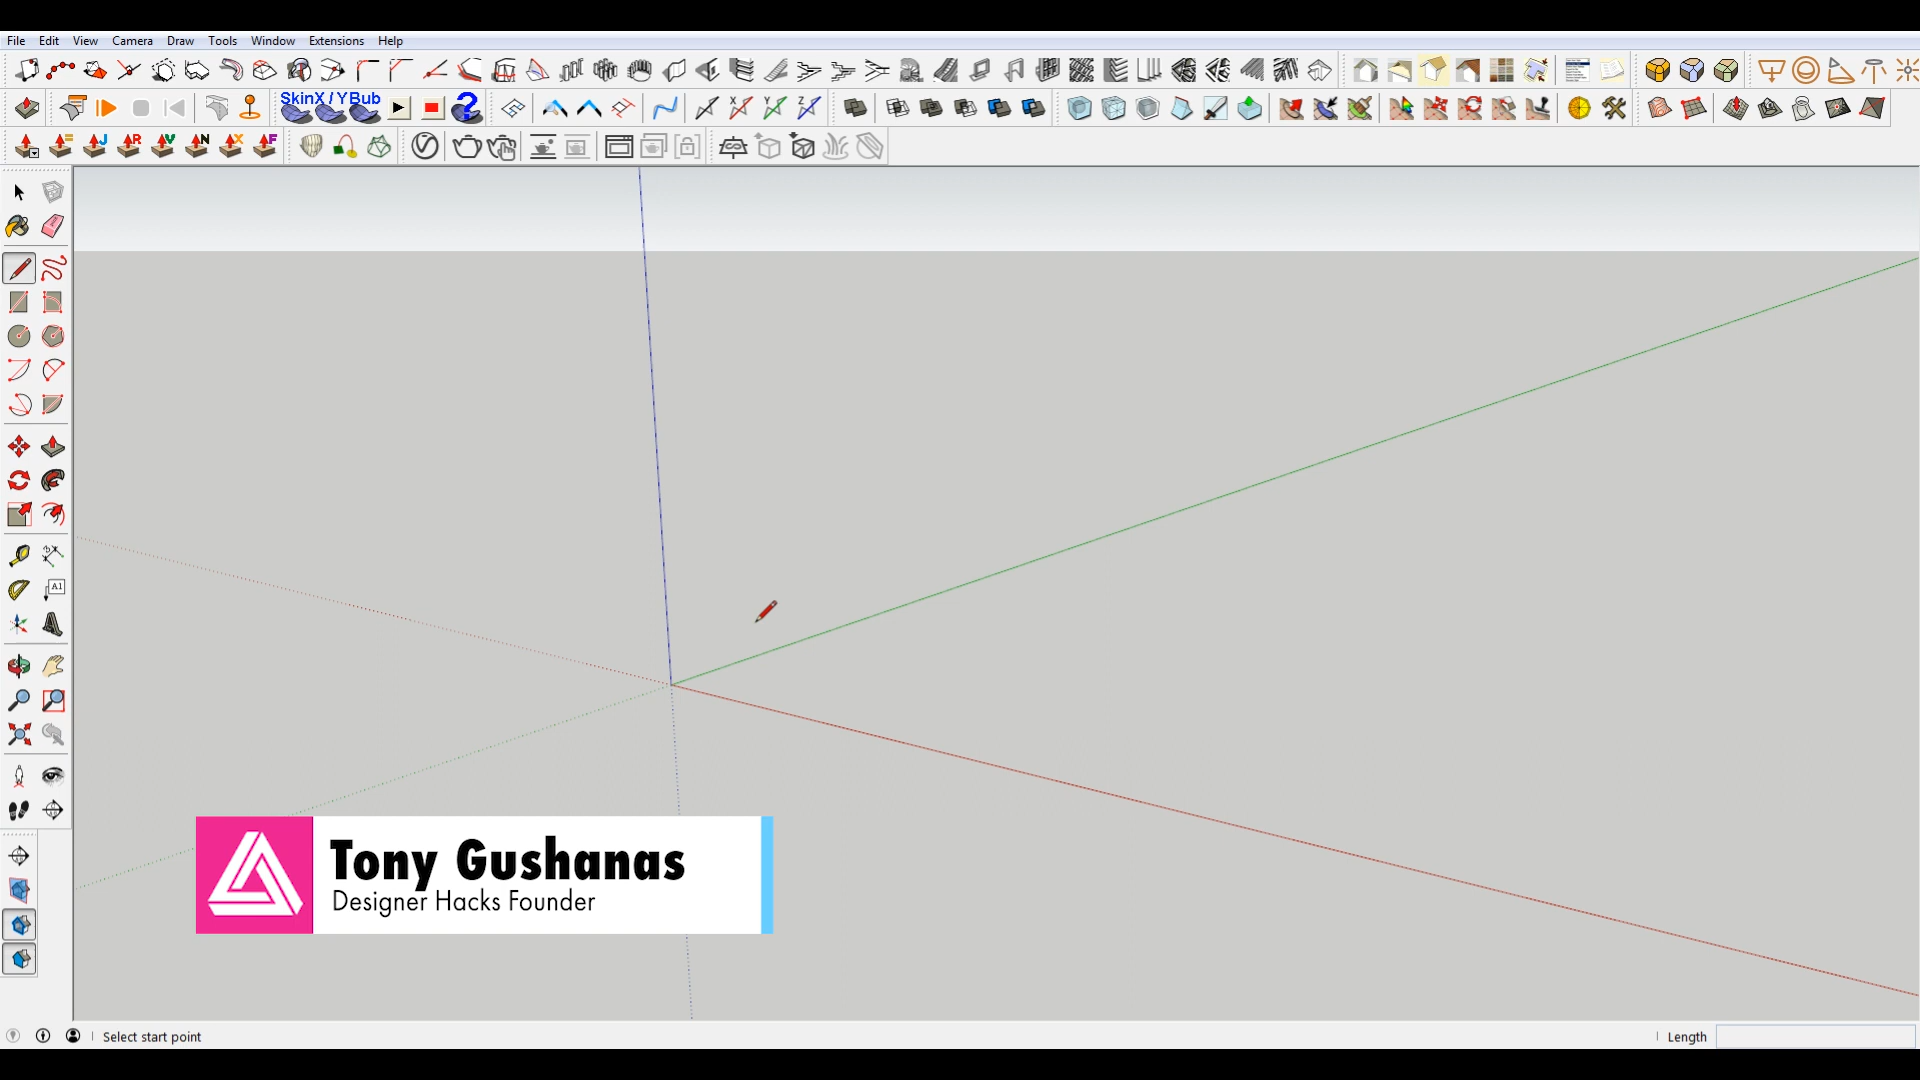 File Edit View Camera Draw Tools Window Extensions Help
SkinX / YBub
J R V N X F
A1
Tony Gushanas
Designer Hacks Founder
Select start point
Length